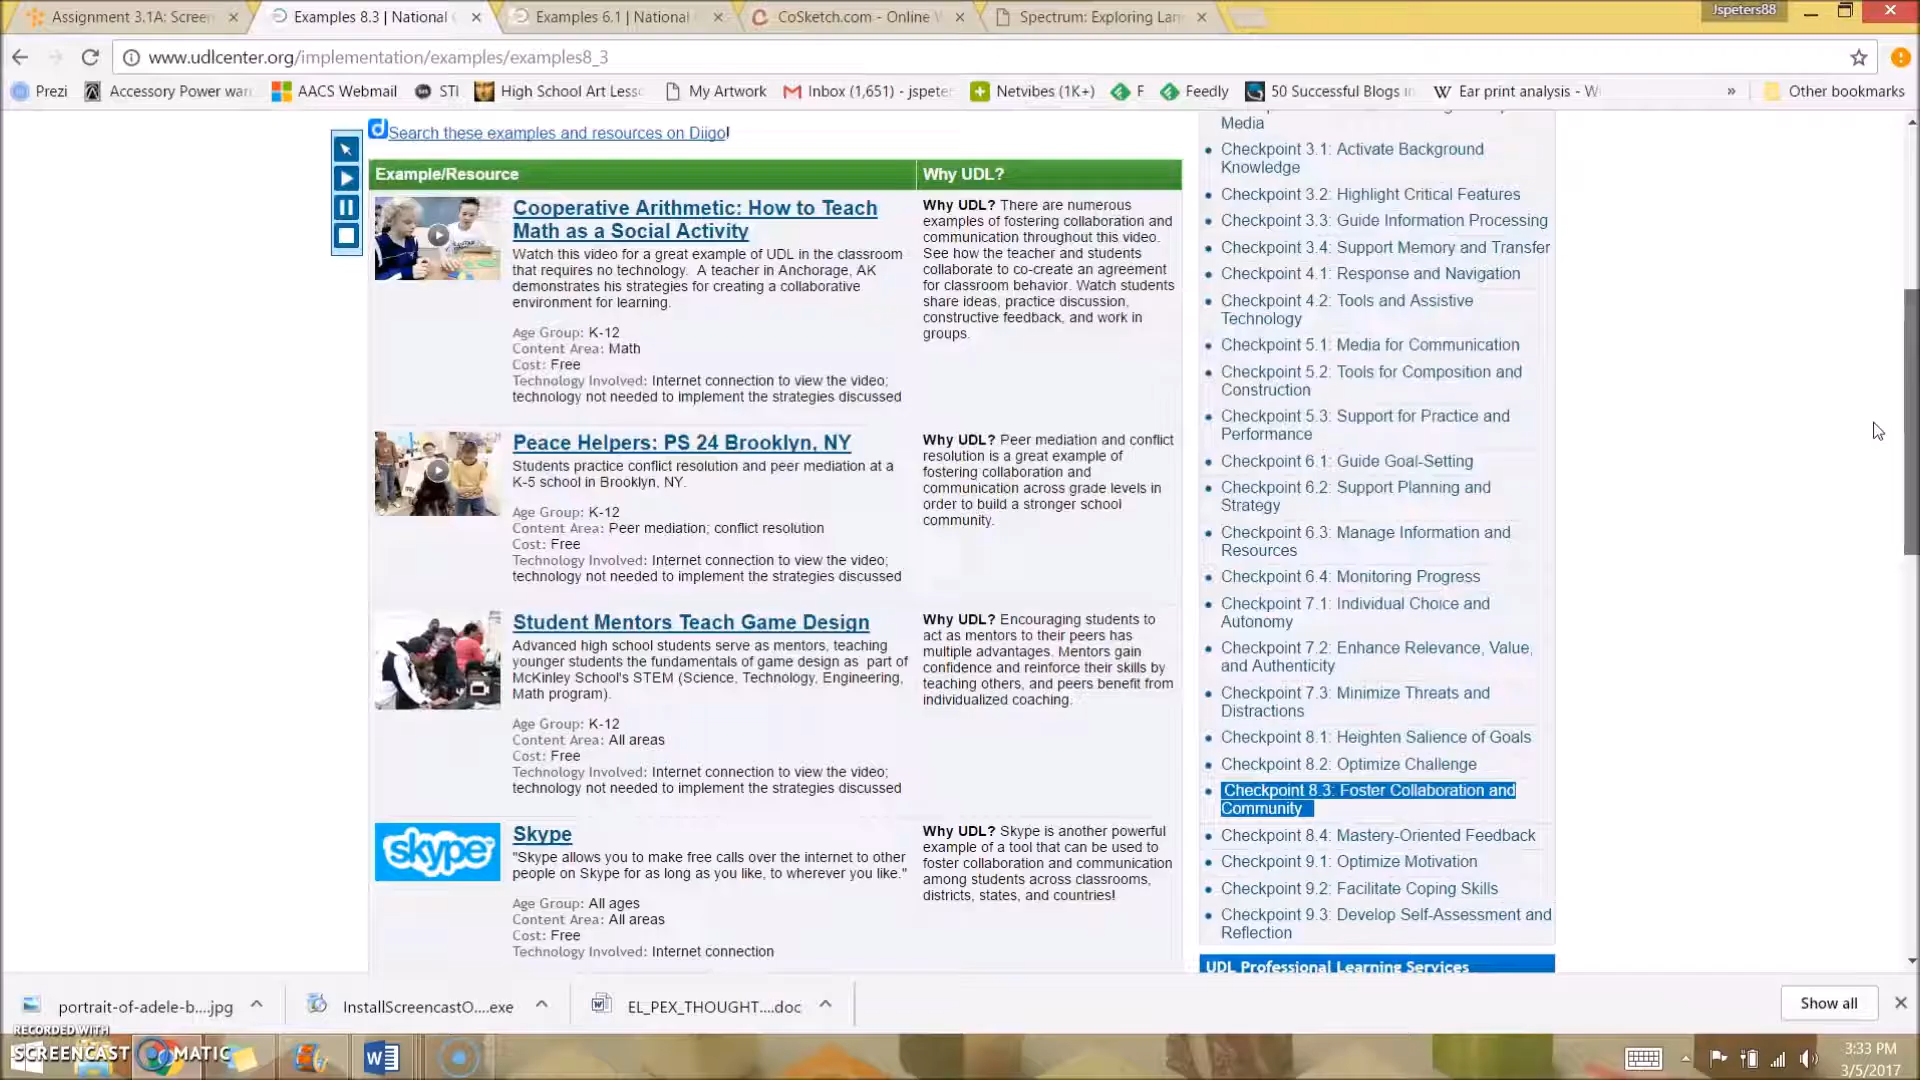 Assignment 3.1A: Screen
Examples 8.3 | National
Examples 6.1 | National
CoSketch.com - Online
Spectrum: Exploring Lan
Jspeters88
www.udlcenter.org/implementation/examples/examples8_3
Prezi
Accessory Power war
AACS Webmail
STI
High School Art Less
My Artwork
Inbox (1,651) - jspete
Netvibes (1K+)
F
Feedly
50 Successful Blogs i
Ear print analysis - W
»
Other bookmarks
Search these examples and resources on Diigo!
Example/Resource
Why UDL?
Cooperative Arithmetic: How to Teach
Math as a Social Activity
Watch this video for a great example of UDL in the classroom
that requires no technology. A teacher in Anchorage, AK
demonstrates his strategies for creating a collaborative
environment for learning.
Age Group: K-12
Content Area: Math
Cost: Free
Technology Involved: Internet connection to view the video;
technology not needed to implement the strategies discussed
Why UDL? There are numerous
examples of fostering collaboration and
communication throughout this video.
See how the teacher and students
collaborate to co-create an agreement
for classroom behavior. Watch students
share ideas, practice discussion,
constructive feedback, and work in
groups.
Peace Helpers: PS 24 Brooklyn, NY
Students practice conflict resolution and peer mediation at a
K-5 school in Brooklyn, NY.
Age Group: K-12
Content Area: Peer mediation; conflict resolution
Cost: Free
Technology Involved: Internet connection to view the video;
technology not needed to implement the strategies discussed
Why UDL? Peer mediation and conflict
resolution is a great example of
fostering collaboration and
communication across grade levels in
order to build a stronger school
community.
Student Mentors Teach Game Design
Advanced high school students serve as mentors, teaching
younger students the fundamentals of game design as part of
McKinley School's STEM (Science, Technology, Engineering,
Math program).
Age Group: K-12
Content Area: All areas
Cost: Free
Technology Involved: Internet connection to view the video;
technology not needed to implement the strategies discussed
Why UDL? Encouraging students to
act as mentors to their peers has
multiple advantages. Mentors gain
confidence and reinforce their skills by
teaching others, and peers benefit from
individualized coaching.
skype
Skype
"Skype allows you to make free calls over the internet to other
people on Skype for as long as you like, to wherever you like."
Age Group: All ages
Content Area: All areas
Cost: Free
Technology Involved: Internet connection
Why UDL? Skype is another powerful
example of a tool that can be used to
foster collaboration and communication
among students across classrooms,
districts, states, and countries!
Media
Checkpoint 3.1: Activate Background
Knowledge
Checkpoint 3.2: Highlight Critical Features
Checkpoint 3.3: Guide Information Processing
Checkpoint 3.4: Support Memory and Transfer
Checkpoint 4.1: Response and Navigation
Checkpoint 4.2: Tools and Assistive
Technology
Checkpoint 5.1: Media for Communication
Checkpoint 5.2: Tools for Composition and
Construction
Checkpoint 5.3: Support for Practice and
Performance
Checkpoint 6.1: Guide Goal-Setting
Checkpoint 6.2: Support Planning and
Strategy
Checkpoint 6.3: Manage Information and
Resources
Checkpoint 6.4: Monitoring Progress
Checkpoint 7.1: Individual Choice and
Autonomy
Checkpoint 7.2: Enhance Relevance, Value,
and Authenticity
Checkpoint 7.3: Minimize Threats and
Distractions
Checkpoint 8.1: Heighten Salience of Goals
Checkpoint 8.2: Optimize Challenge
Checkpoint 8.3: Foster Collaboration and
Community
Checkpoint 8.4: Mastery-Oriented Feedback
Checkpoint 9.1: Optimize Motivation
Checkpoint 9.2: Facilitate Coping Skills
Checkpoint 9.3: Develop Self-Assessment and
Reflection
UDL Professional Learning Services
portrait-of-adele-b....jpg
InstallScreencastO....exe
EL_PEX_THOUGHT....doc
Show all
RECORDED WITH
SCREENCAST MATIC
3:33 PM
3/5/2017